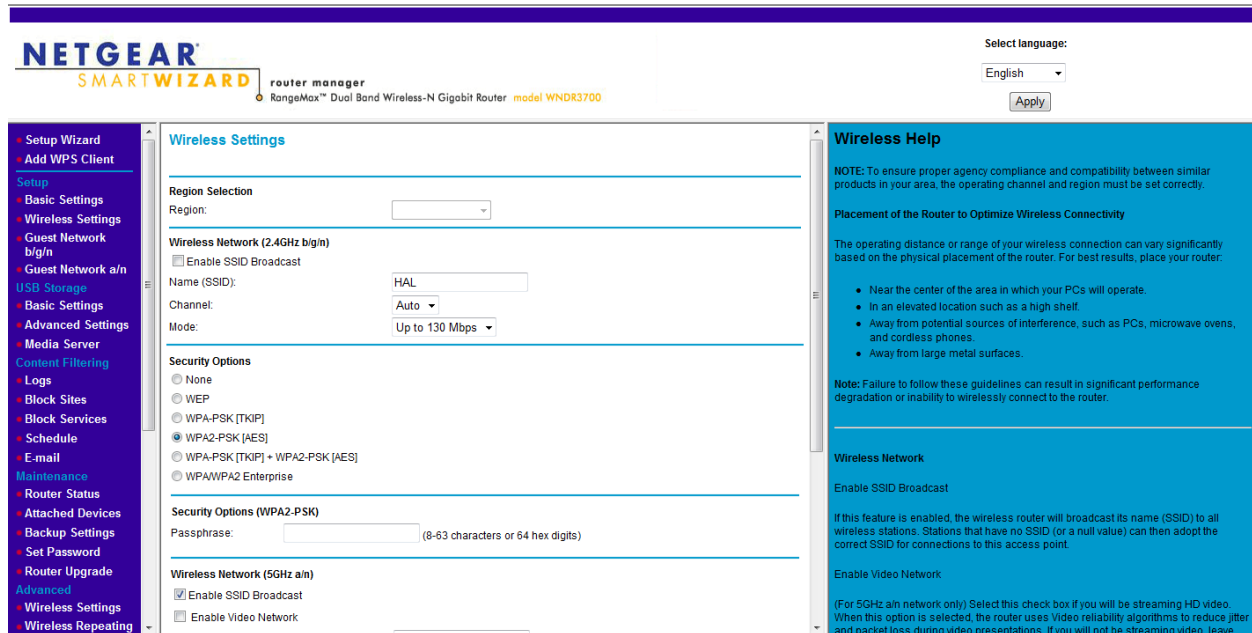 NETGEAR
SMARTWIZARD
router manager
RangeMax™ Dual Band Wireless-N Gigabit Router model WNDR3700
Select language:
English
Apply
Setup Wizard
Add WPS Client
Setup
Basic Settings
Wireless Settings
Guest Network
b/g/n
Guest Network a/n
USB Storage
Basic Settings
Advanced Settings
Media Server
Content Filtering
Logs
Block Sites
Block Services
Schedule
E-mail
Maintenance
Router Status
Attached Devices
Backup Settings
Set Password
Router Upgrade
Advanced
Wireless Settings
Wireless Repeating
Wireless Settings
Region Selection
Region:
Wireless Network (2.4GHz b/g/n)
Enable SSID Broadcast
Name (SSID): HAL
Channel: Auto
Mode: Up to 130 Mbps
Security Options
None
WEP
WPA-PSK [TKIP]
WPA2-PSK [AES]
WPA-PSK [TKIP] + WPA2-PSK [AES]
WPA/WPA2 Enterprise
Security Options (WPA2-PSK)
Passphrase: (8-63 characters or 64 hex digits)
Wireless Network (5GHz a/n)
Enable SSID Broadcast
Enable Video Network
Wireless Help
NOTE: To ensure proper agency compliance and compatibility between similar
products in your area, the operating channel and region must be set correctly.
Placement of the Router to Optimize Wireless Connectivity
The operating distance or range of your wireless connection can vary significantly
based on the physical placement of the router. For best results, place your router:
Near the center of the area in which your PCs will operate.
In an elevated location such as a high shelf.
Away from potential sources of interference, such as PCs, microwave ovens,
and cordless phones.
Away from large metal surfaces.
Note: Failure to follow these guidelines can result in significant performance
degradation or inability to wirelessly connect to the router.
Wireless Network
Enable SSID Broadcast
If this feature is enabled, the wireless router will broadcast its name (SSID) to all
wireless stations. Stations that have no SSID (or a null value) can then adopt the
correct SSID for connections to this access point.
Enable Video Network
(For 5GHz a/n network only) Select this check box if you will be streaming HD video.
When this option is selected, the router uses Video reliability algorithms to reduce jitter
and packet loss during video presentations. If you will not be streaming video, leave